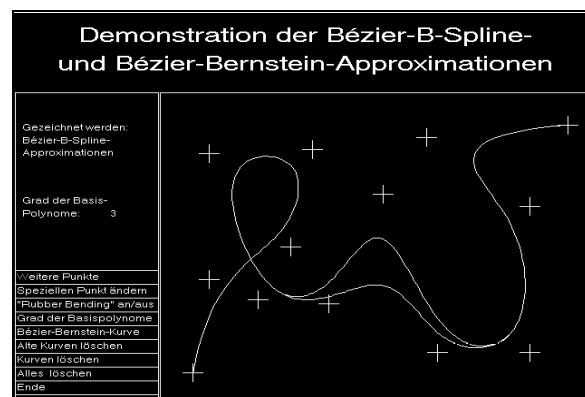 Demonstration der Bézier-B-Spline-
und Bézier-Bernstein-Approximationen
Gezeichnet werden:
Bézier-B-Spline-
Approximationen
Grad der Basis-
Polynome: 3
Weitere Punkte
Speziellen Punkt ändern
"Rubber Bending" an/aus
Grad der Basispolynome
Bézier-Bernstein-Kurve
Alte Kurven löschen
Kurven löschen
Alles löschen
Ende